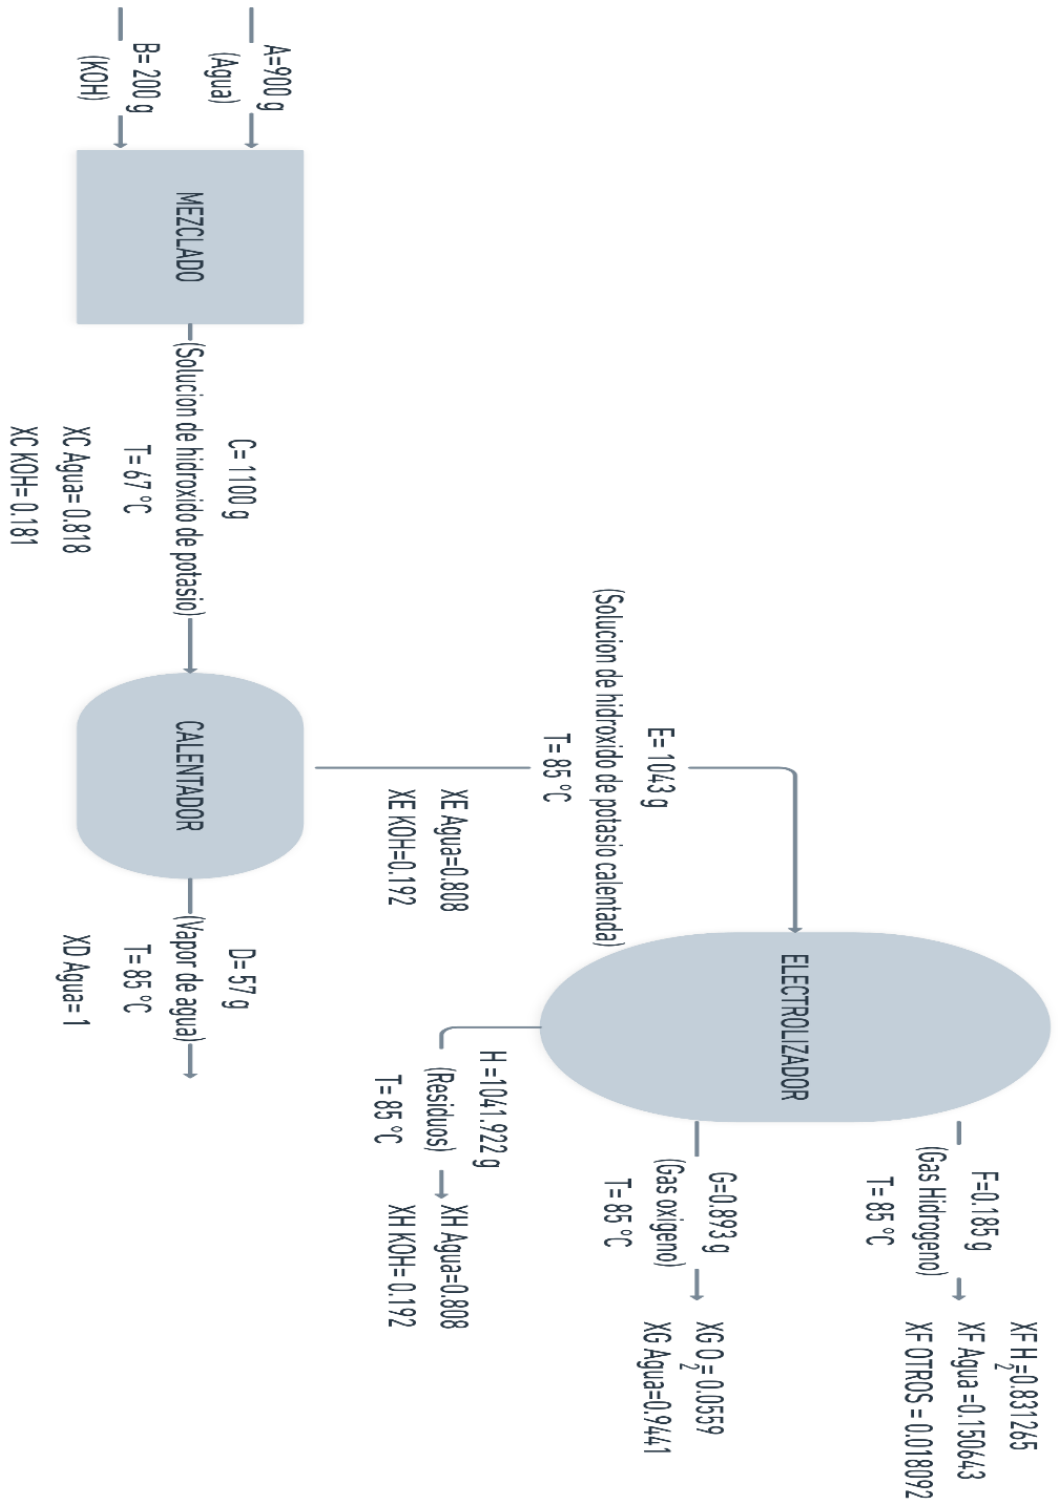 A=900 g
(Agua)
B= 200 g
(KOH)
MEZCLADO
C= 1100 g
(Solucion de hidroxido de potasio)
T= 67 °C
XC Agua= 0.818
XC KOH= 0.181
CALENTADOR
D= 57 g
(Vapor de agua)
T= 85 °C
XD Agua= 1
E= 1043 g
(Solucion de hidroxido de potasio calentada)
T= 85 °C
XE Agua=0.808
XE KOH=0.192
ELECTROLIZADOR
F=0.185 g
(Gas Hidrogeno)
T= 85 °C
XF H₂=0.831265
XF Agua =0.150643
XF OTROS = 0.018092
G=0.893 g
(Gas oxigeno)
T= 85 °C
XG O₂= 0.0559
XG Agua=0.9441
H =1041.922 g
(Residuos)
T= 85 °C
XH Agua=0.808
XH KOH= 0.192